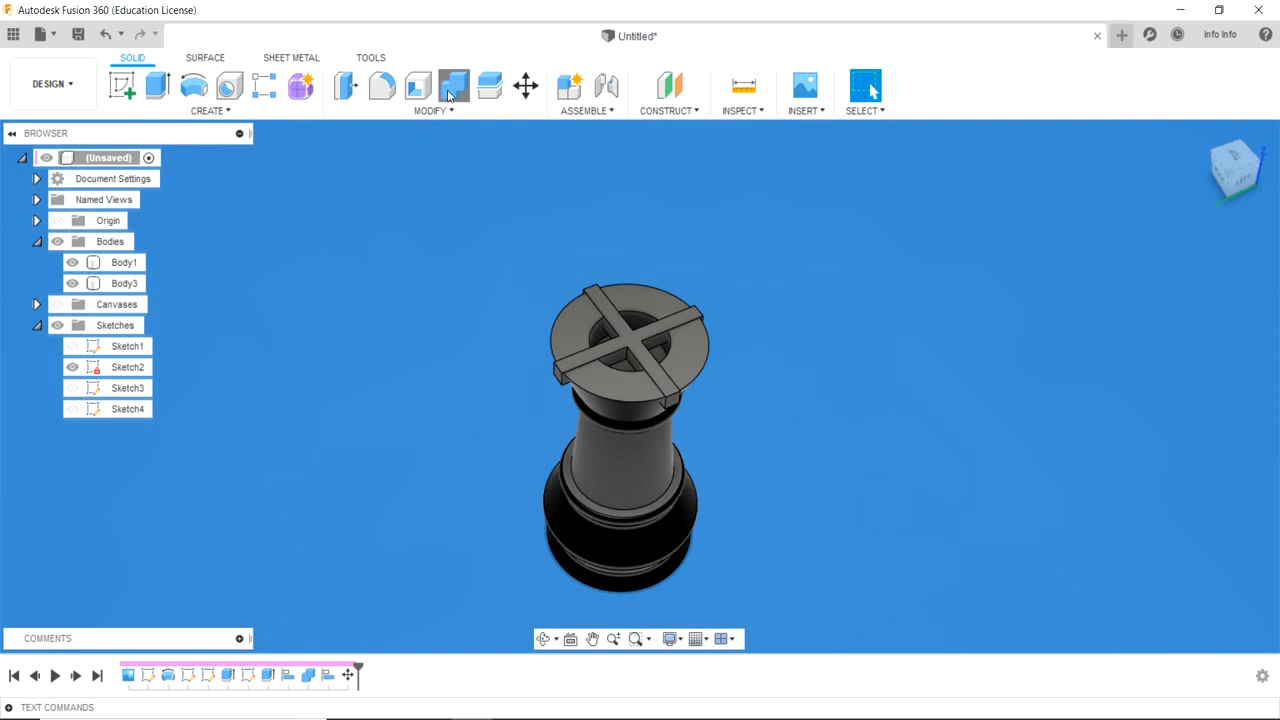 Autodesk Fusion 360 (Education License)
Untitled*
Info Info
SOLID SURFACE SHEET METAL TOOLS
DESIGN
CREATE MODIFY ASSEMBLE CONSTRUCT INSPECT INSERT SELECT
BROWSER
(Unsaved)
Document Settings
Named Views
Origin
Bodies
Body1
Body3
Canvases
Sketches
Sketch1
Sketch2
Sketch3
Sketch4
COMMENTS
TEXT COMMANDS